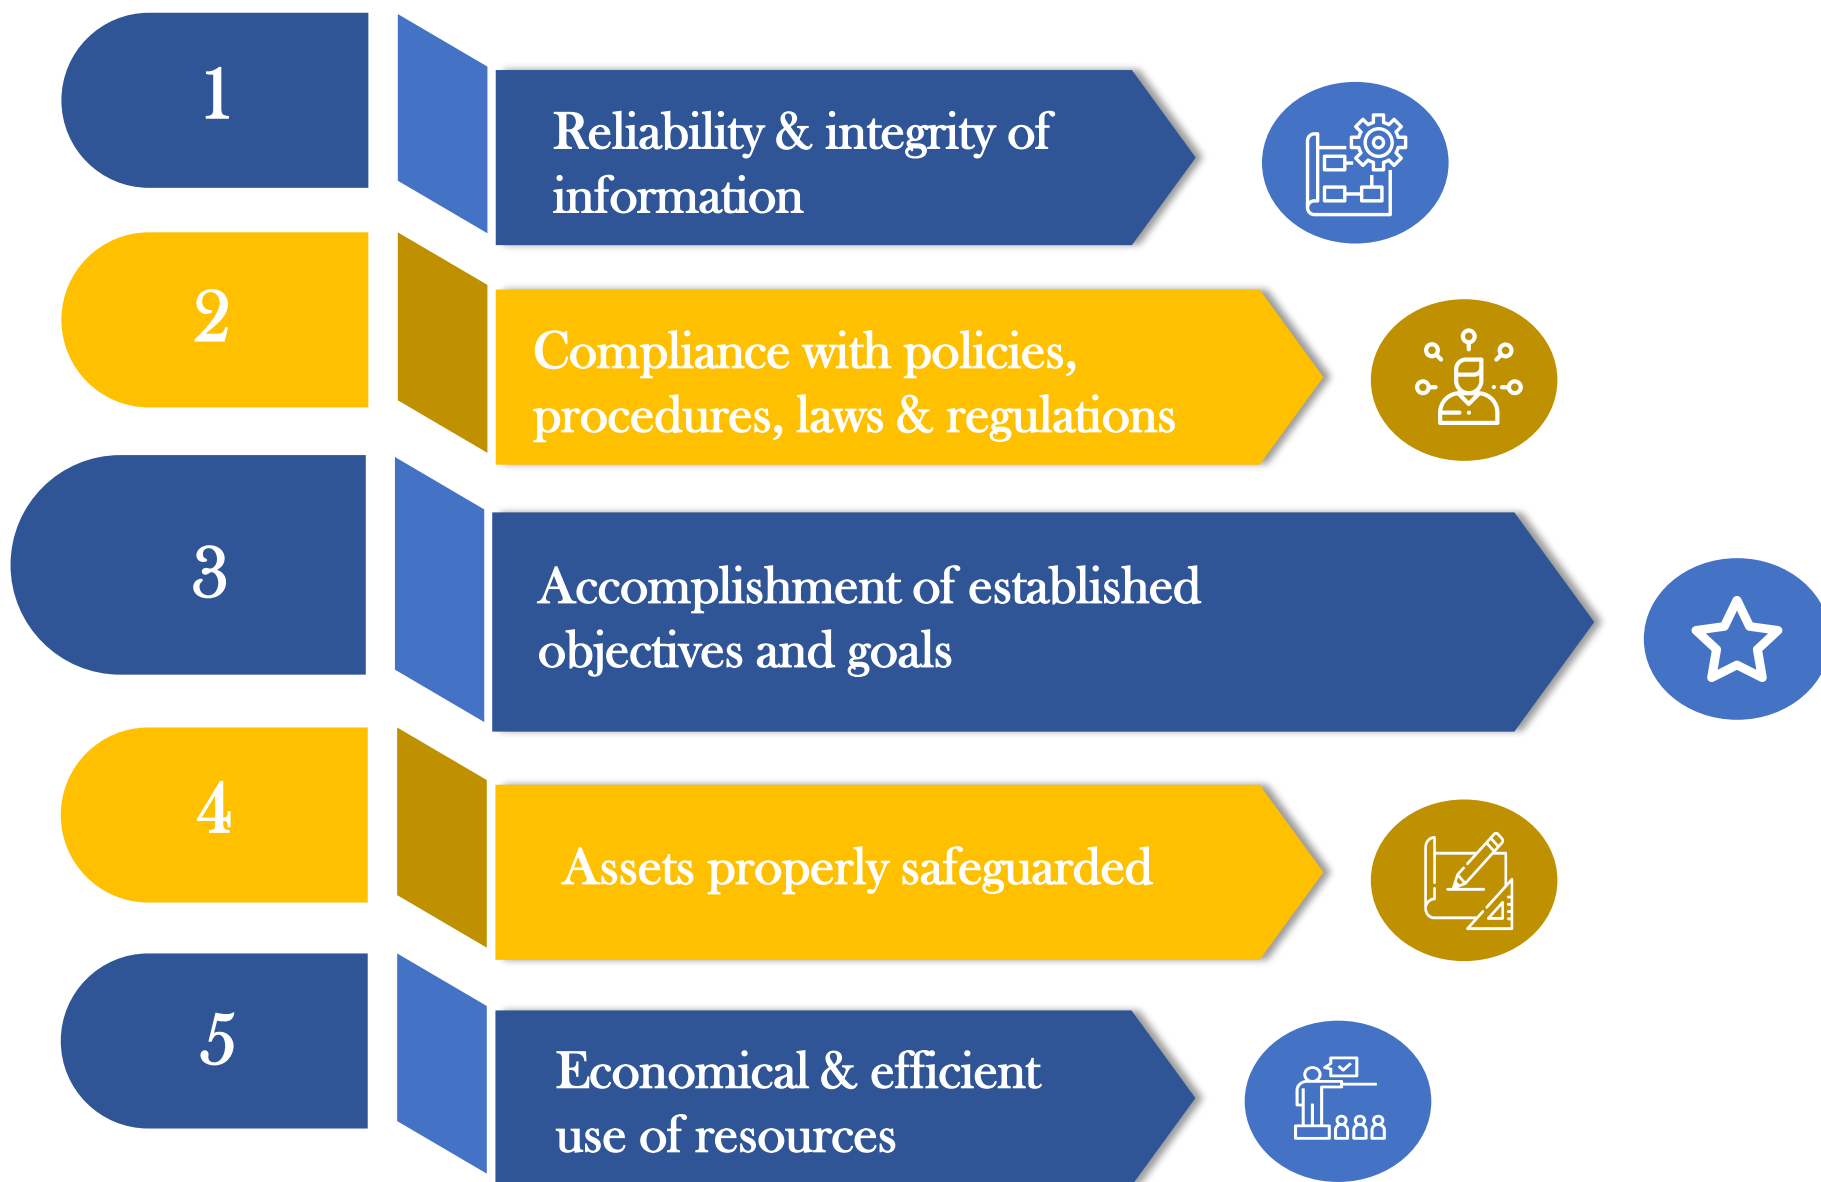 1
Reliability & integrity of
information
2
Compliance with policies,
procedures, laws & regulations
3
Accomplishment of established
objectives and goals
4
Assets properly safeguarded
5
Economical & efficient
use of resources